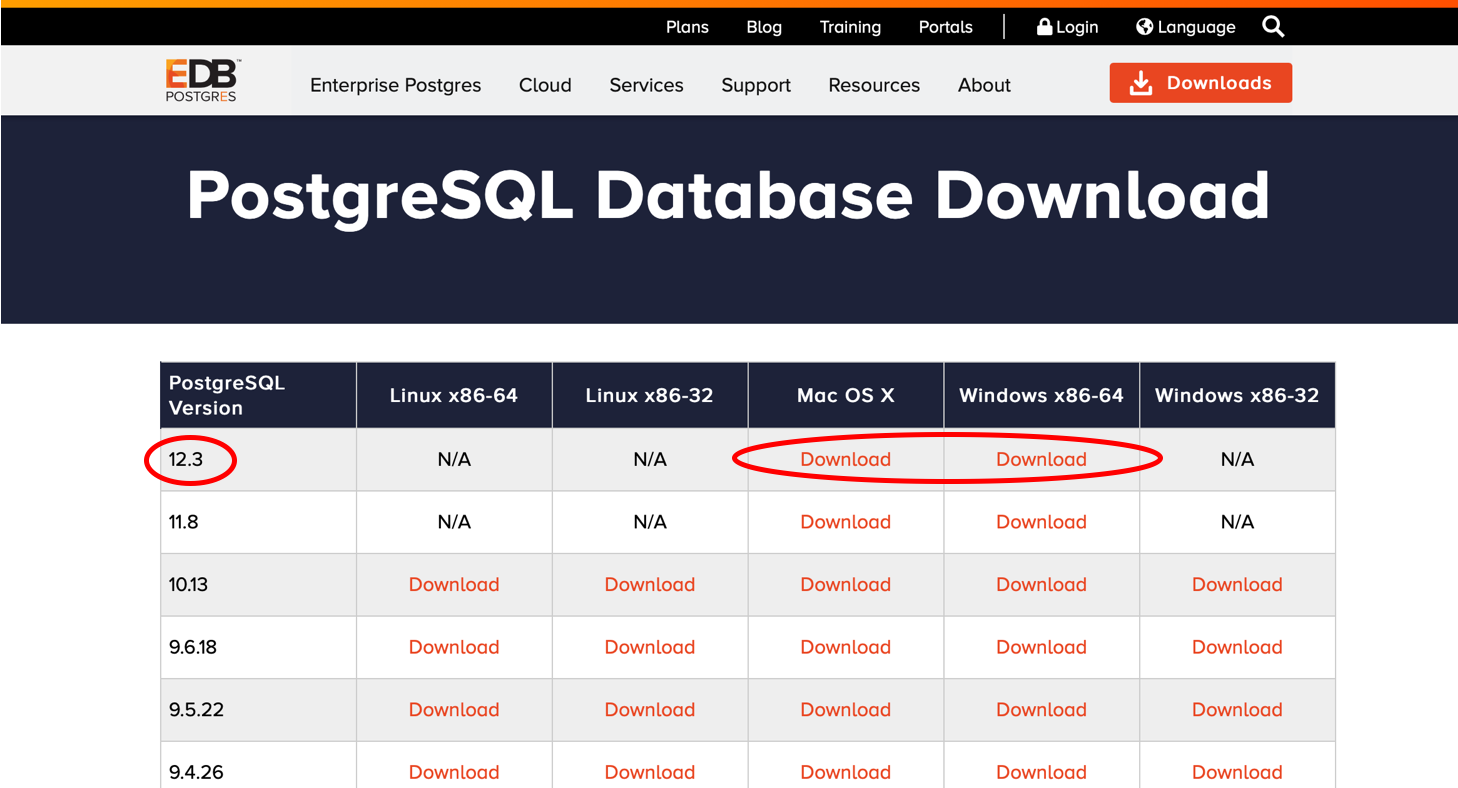 Plans Blog Training Portals Login Language
EDB™
POSTGRES
Enterprise Postgres Cloud Services Support Resources About Downloads
PostgreSQL Database Download
PostgreSQL Version Linux x86-64 Linux x86-32 Mac OS X Windows x86-64 Windows x86-32
12.3 N/A N/A Download Download N/A
11.8 N/A N/A Download Download N/A
10.13 Download Download Download Download Download
9.6.18 Download Download Download Download Download
9.5.22 Download Download Download Download Download
9.4.26 Download Download Download Download Download